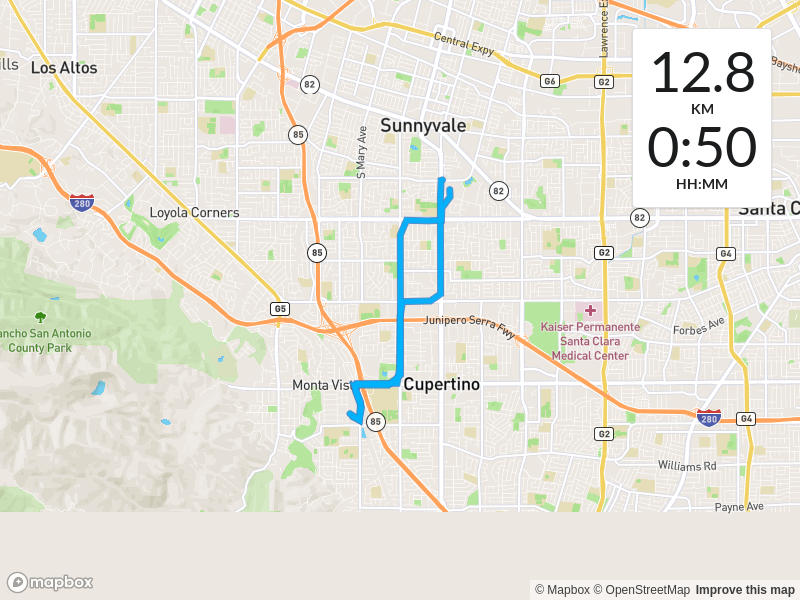 Central Expy
Lawrence E
Baysho
lls
Los Altos
82
G6
G2
12.8
KM
0:50
HH:MM
Sunnyvale
85
S Mary Ave
82
280
Loyola Corners
82
Santa C
85
G2
G4
G5
ancho San Antonio
County Park
Junipero Serra Fwy
Kaiser Permanente
Santa Clara
Medical Center
Forbes Ave
Monta Vist
Cupertino
85
280
G4
G2
Williams Rd
Payne Ave
mapbox
© Mapbox © OpenStreetMap Improve this map